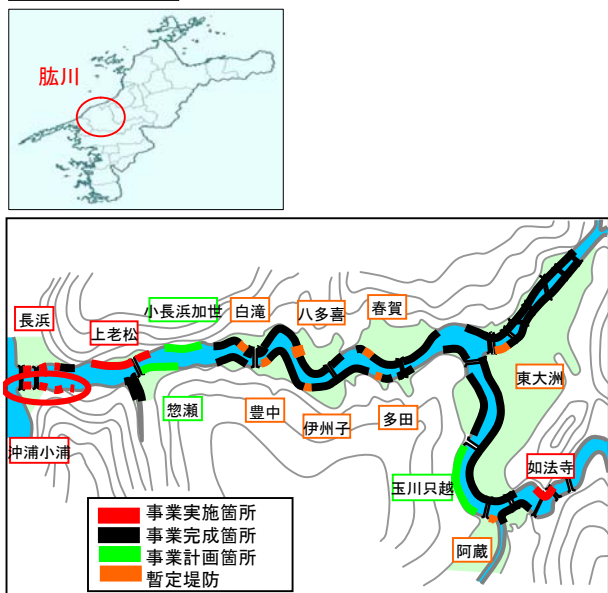 肱川
長浜
上老松
小長浜加世
白滝
八多喜
春賀
東大洲
沖浦小浦
惣瀬
豊中
伊州子
多田
玉川只越
如法寺
阿蔵
事業実施箇所
事業完成箇所
事業計画箇所
暫定堤防